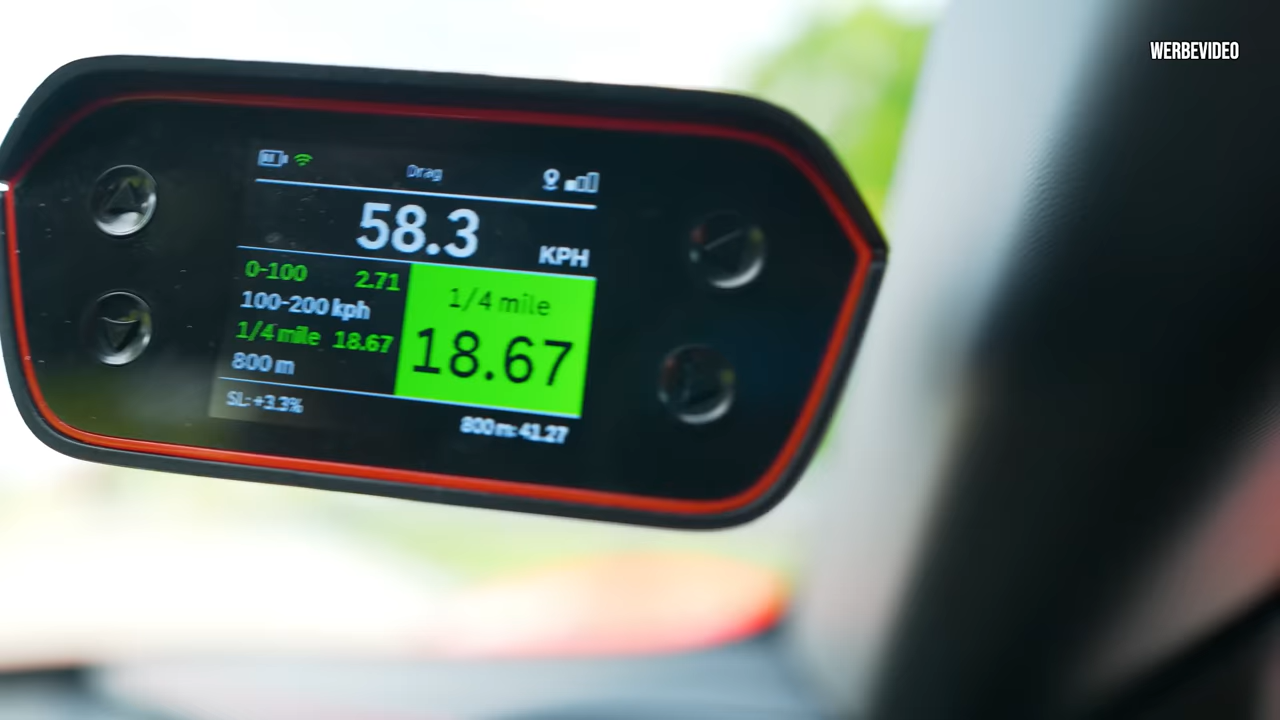 WERBEVIDEO
Drag
58.3 KPH
0-100 2.71
100-200 kph
1/4 mile 18.67
800 m
1/4 mile
18.67
SL: +3.3%
800 m: 41.27